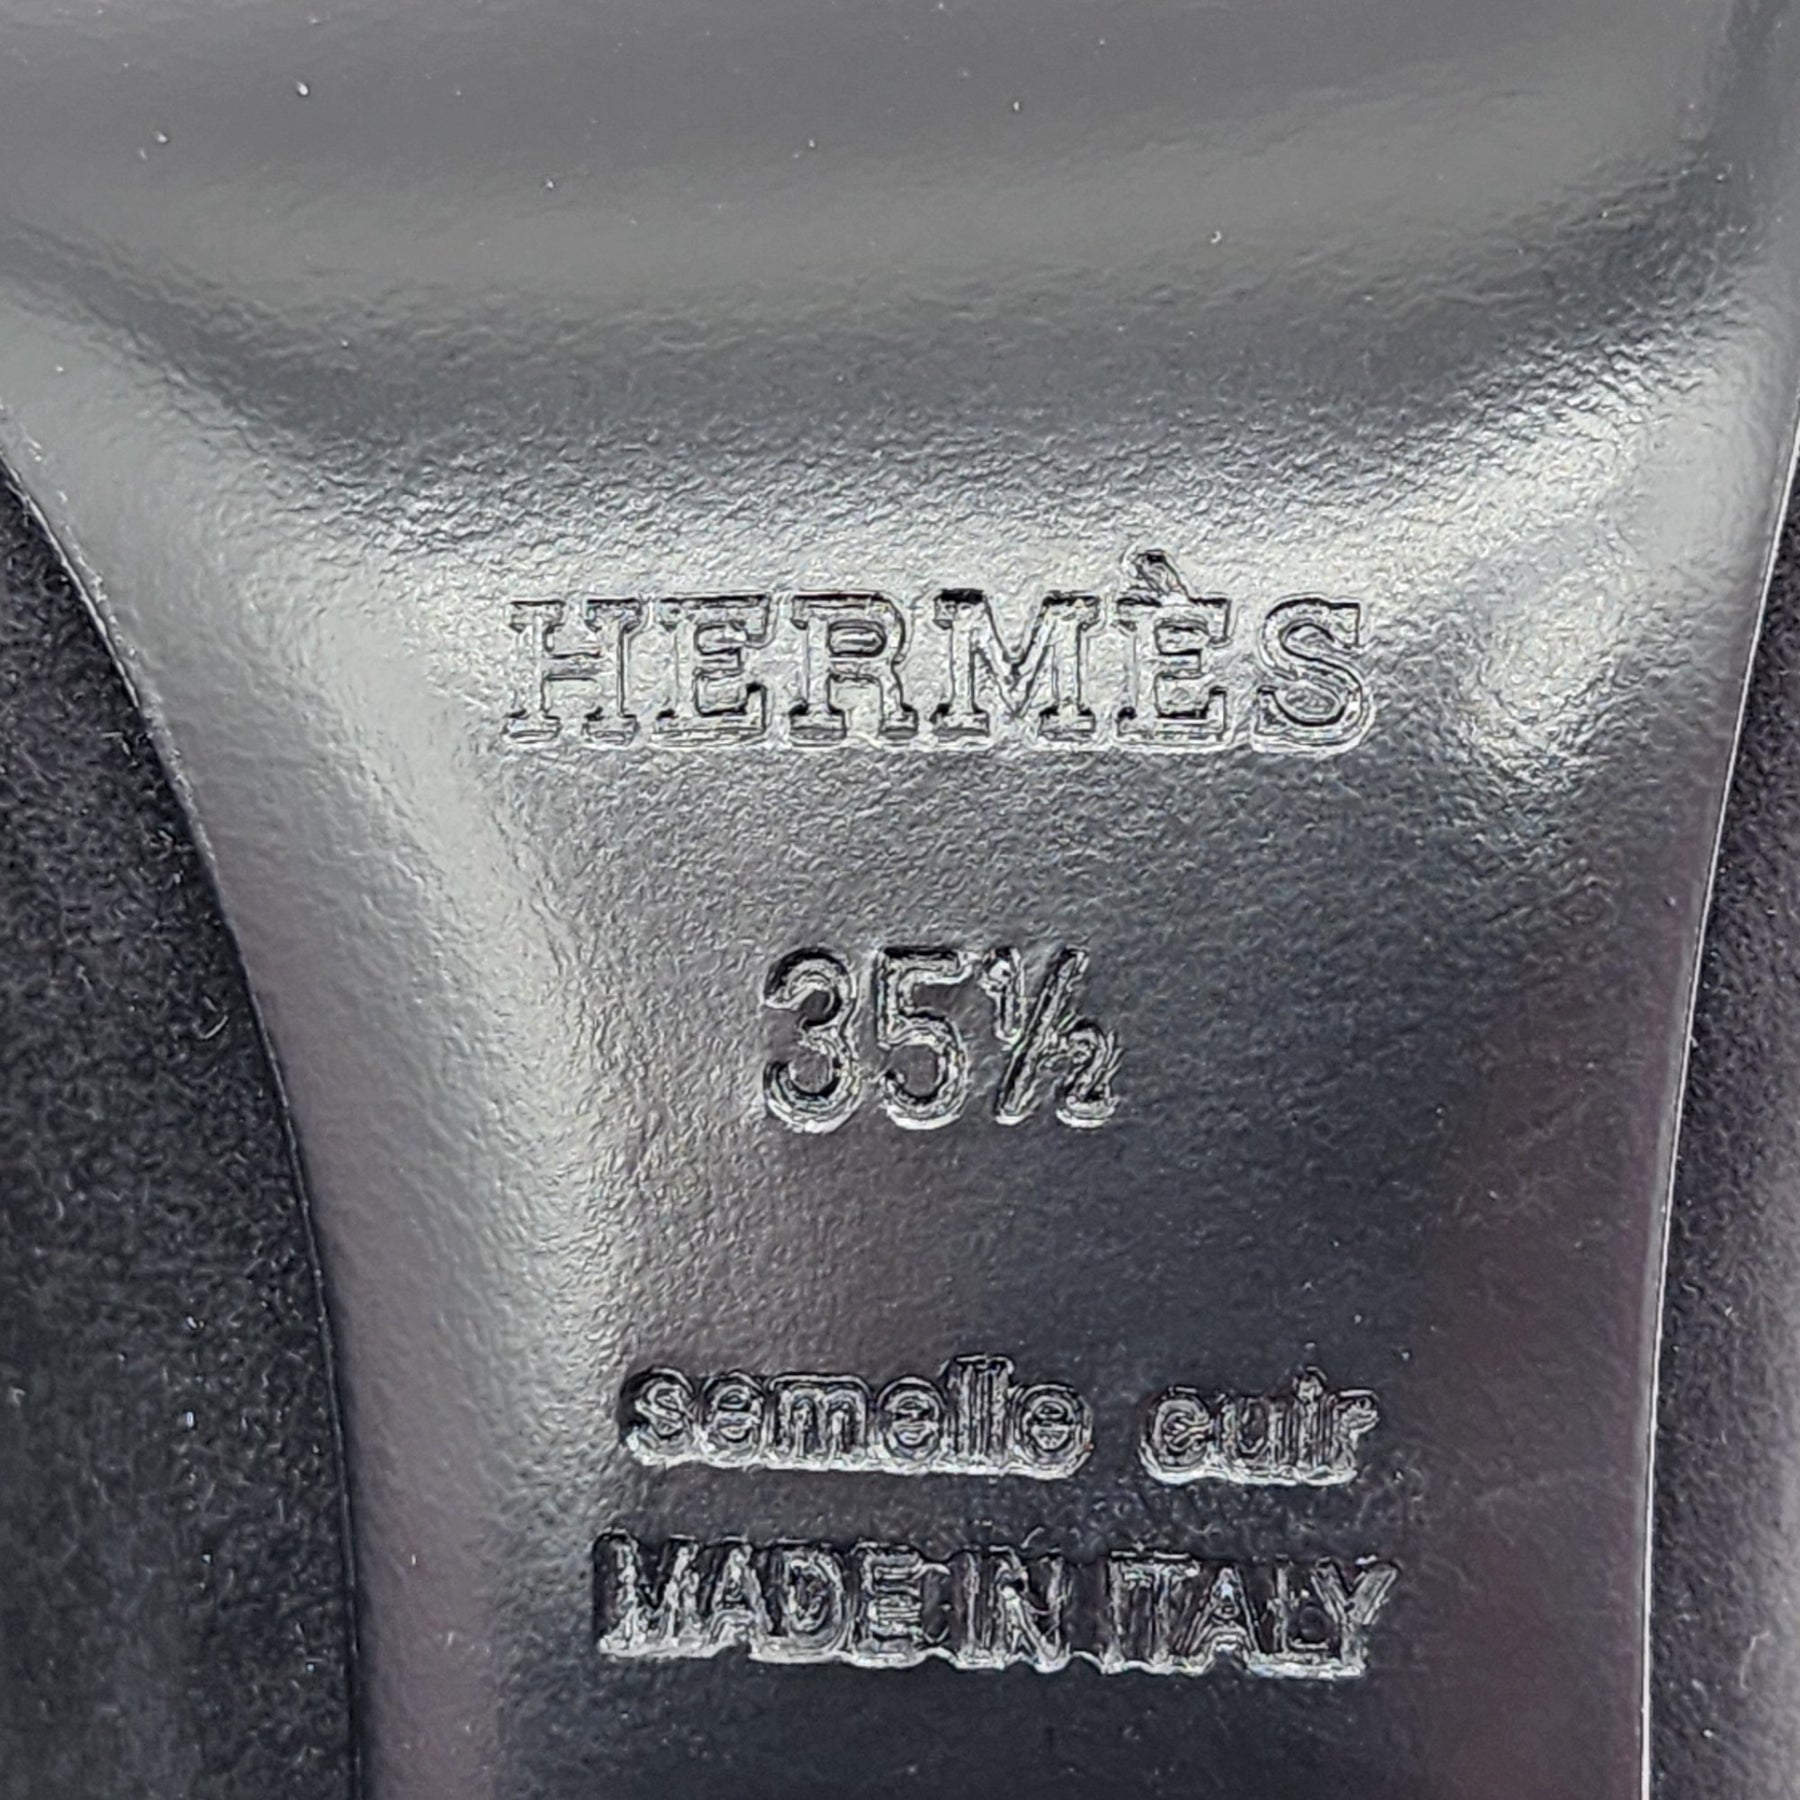 HERMÈS
35½
semelle cuir
MADE IN ITALY